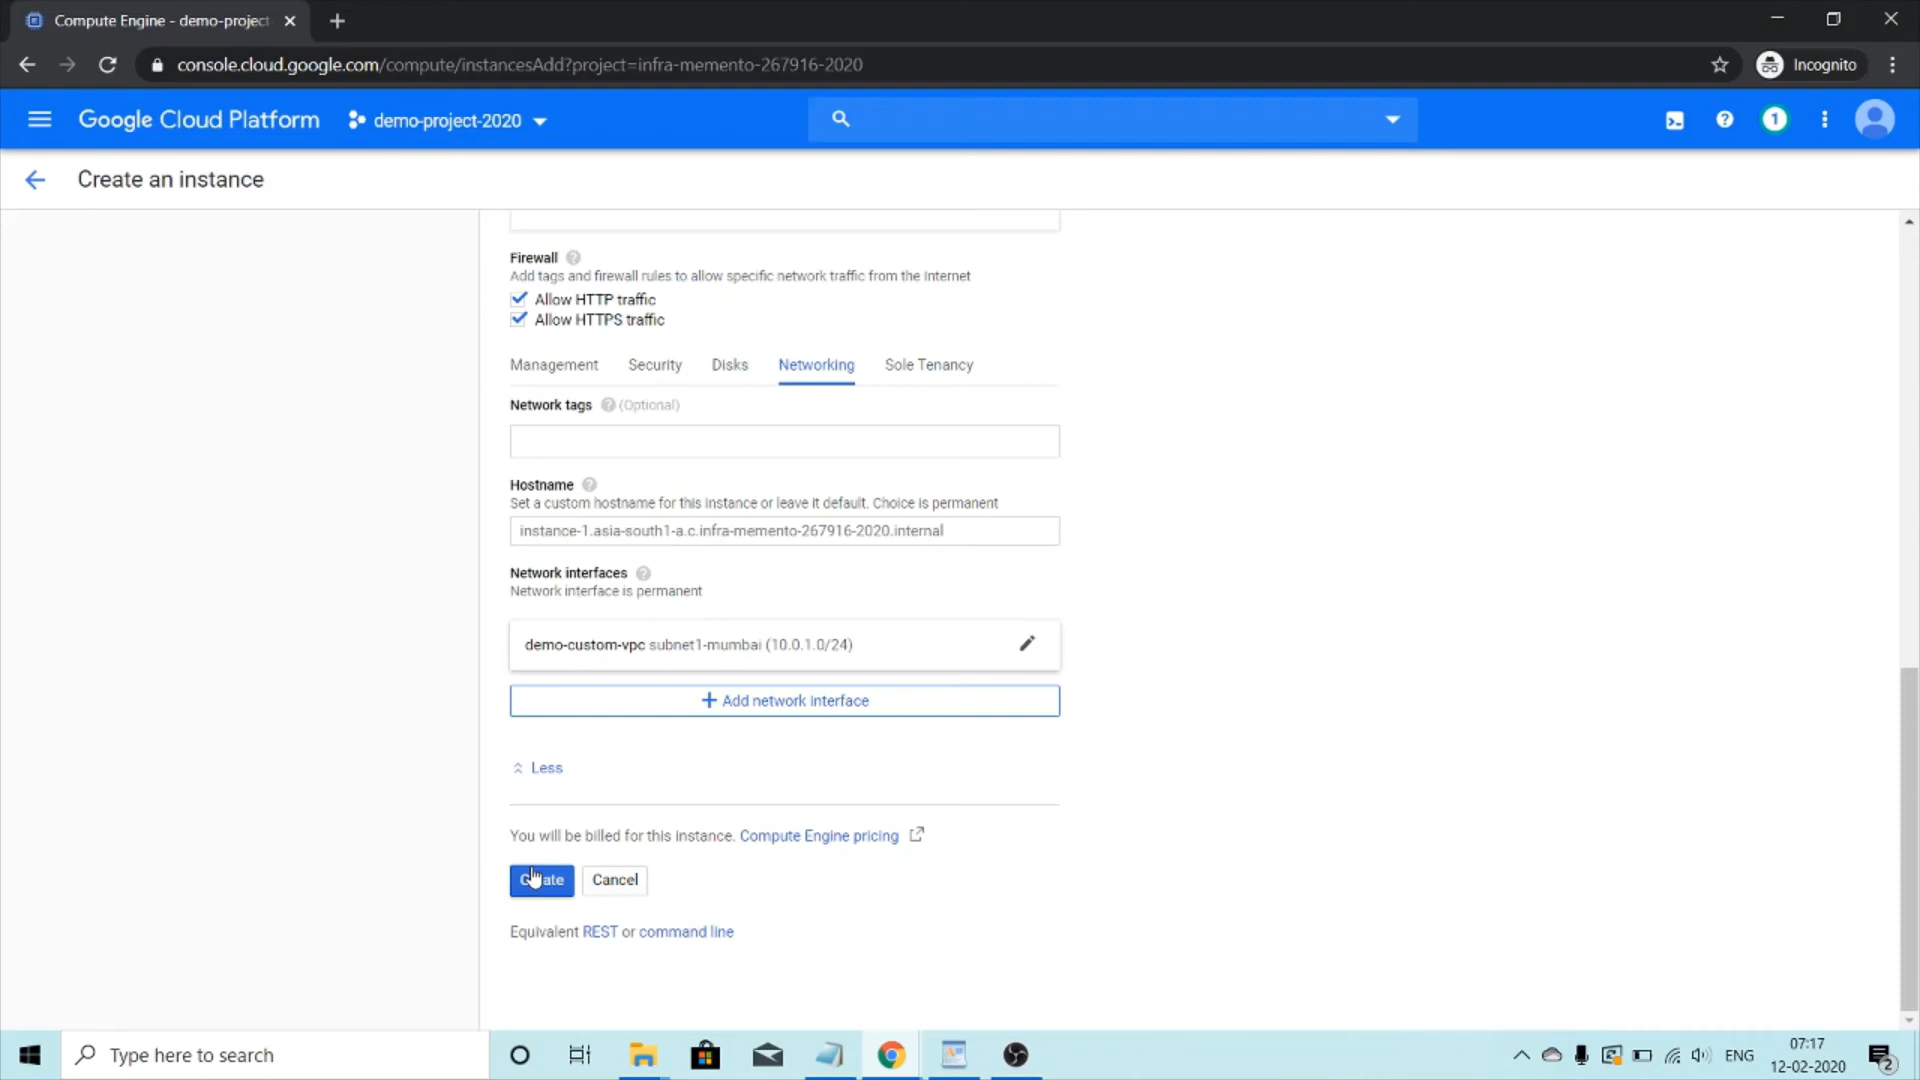 Compute Engine - demo-project
console.cloud.google.com/compute/instancesAdd?project=infra-memento-267916-2020
Incognito
Google Cloud Platform
demo-project-2020
1
Create an instance
Firewall
Add tags and firewall rules to allow specific network traffic from the Internet
Allow HTTP traffic
Allow HTTPS traffic
Management Security Disks Networking Sole Tenancy
Network tags (Optional)
Hostname
Set a custom hostname for this instance or leave it default. Choice is permanent
instance-1.asia-south1-a.c.infra-memento-267916-2020.internal
Network interfaces
Network interface is permanent
demo-custom-vpc subnet1-mumbai (10.0.1.0/24)
Add network interface
Less
You will be billed for this instance. Compute Engine pricing
Create Cancel
Equivalent REST or command line
Type here to search
ENG
07:17
12-02-2020
2